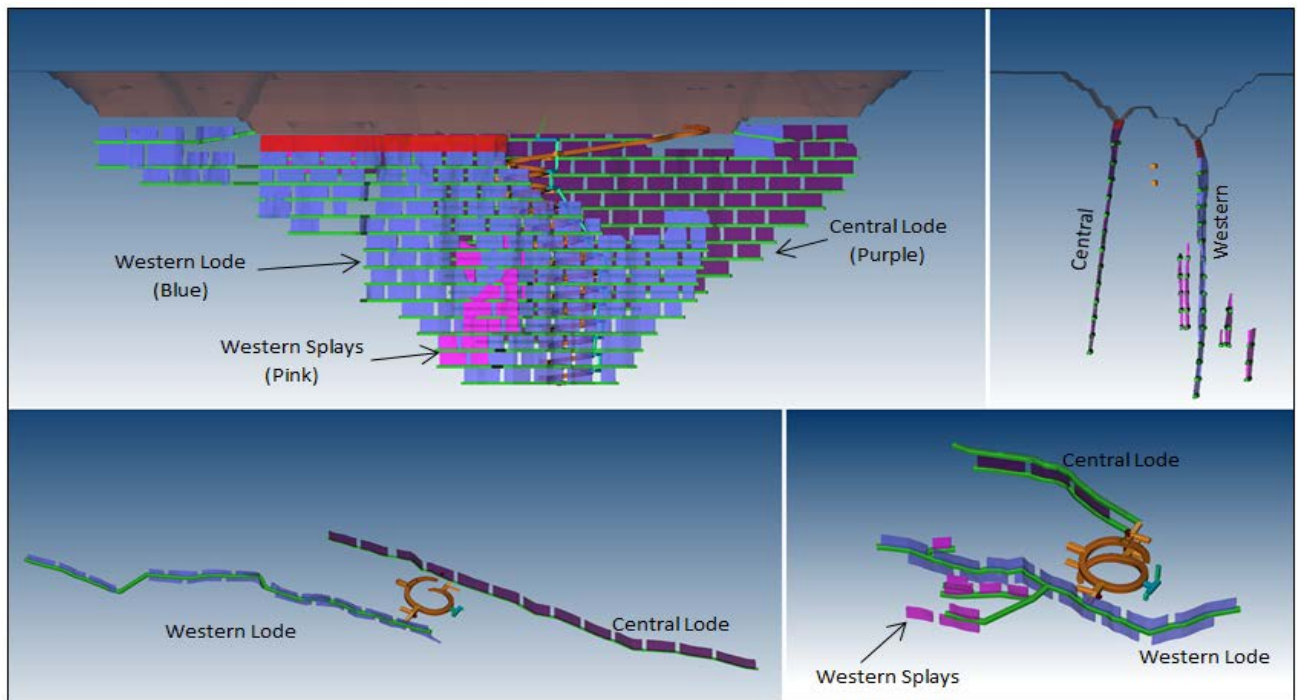 Western Lode
(Blue)
Western Splays
(Pink)
Central Lode
(Purple)
Central
Western
Western Lode
Central Lode
Central Lode
Western Splays
Western Lode